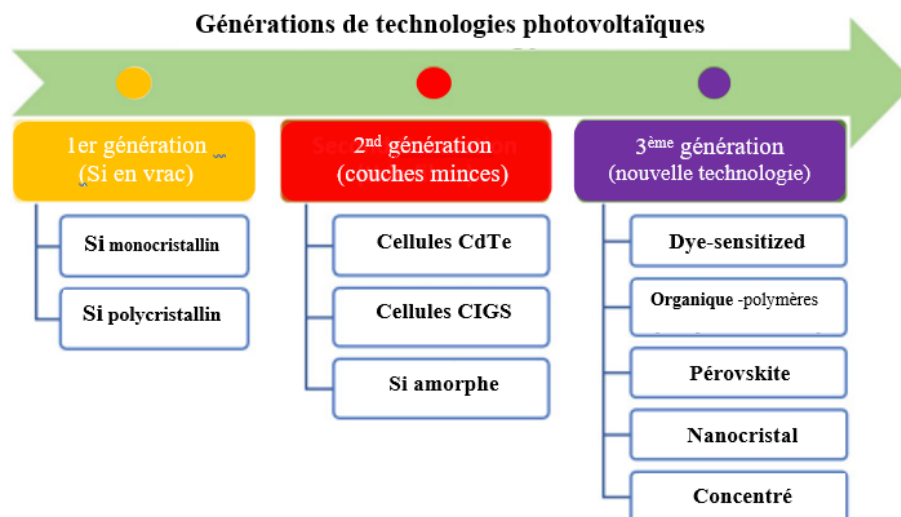 Générations de technologies photovoltaïques
1er génération
(Si en vrac)
Si monocristallin
Si polycristallin
2nd génération
(couches minces)
Cellules CdTe
Cellules CIGS
Si amorphe
3ème génération
(nouvelle technologie)
Dye-sensitized
Organique -polymères
Pérovskite
Nanocristal
Concentré